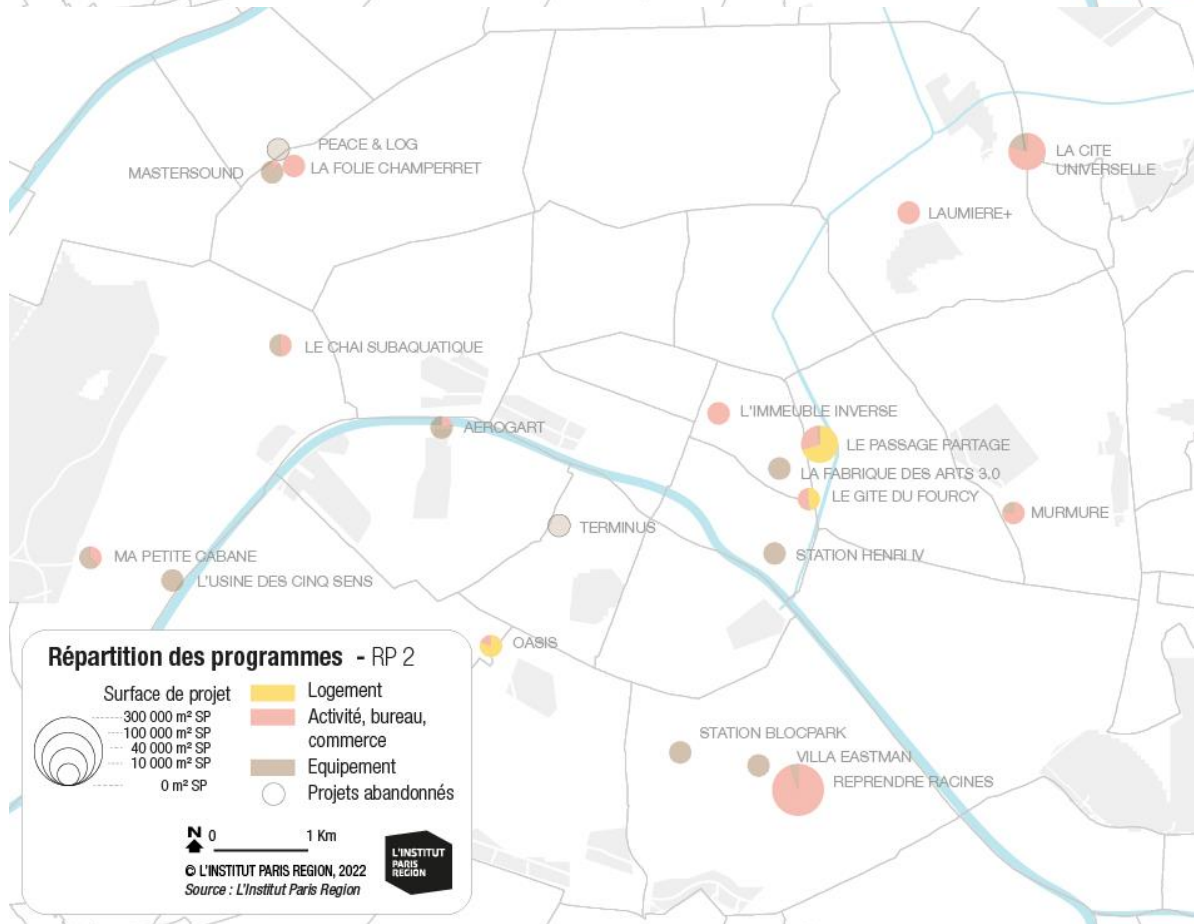 PEACE & LOG
MASTERSOUND
LA FOLIE CHAMPERRET
LA CITE
UNIVERSELLE
LAUMIERE+
LE CHAI SUBAQUATIQUE
L'IMMEUBLE INVERSE
AEROGART
LE PASSAGE PARTAGE
LA FABRIQUE DES ARTS 3.0
LE GITE DU FOURCY
MURMURE
TERMINUS
STATION HENRI IV
MA PETITE CABANE
L'USINE DES CINQ SENS
OASIS
STATION BLOCPARK
VILLA EASTMAN
REPRENDRE RACINES
Répartition des programmes - RP 2
Surface de projet
300 000 m² SP
100 000 m² SP
40 000 m² SP
10 000 m² SP
0 m² SP
Logement
Activité, bureau,
commerce
Equipement
Projets abandonnés
N 0 1 Km
© L'INSTITUT PARIS REGION, 2022
Source : L'Institut Paris Region
L'INSTITUT
PARIS
REGION